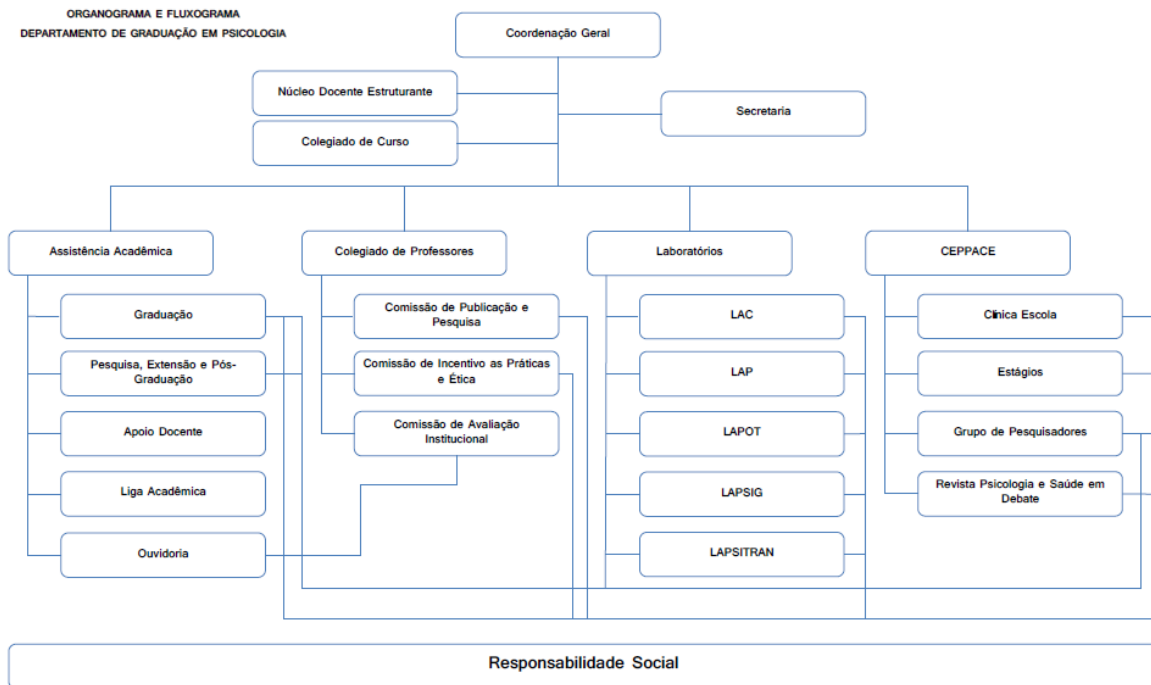 ORGANOGRAMA E FLUXOGRAMA
DEPARTAMENTO DE GRADUAÇÃO EM PSICOLOGIA
Coordenação Geral
Núcleo Docente Estruturante
Secretaria
Colegiado de Curso
Assistência Acadêmica
Graduação
Pesquisa, Extensão e Pós-
Graduação
Apoio Docente
Liga Acadêmica
Ouvidoria
Colegiado de Professores
Comissão de Publicação e
Pesquisa
Comissão de Incentivo as Práticas
e Ética
Comissão de Avaliação
Institucional
Laboratórios
LAC
LAP
LAPOT
LAPSIG
LAPSITRAN
CEPPACE
Clínica Escola
Estágios
Grupo de Pesquisadores
Revista Psicologia e Saúde em
Debate
Responsabilidade Social